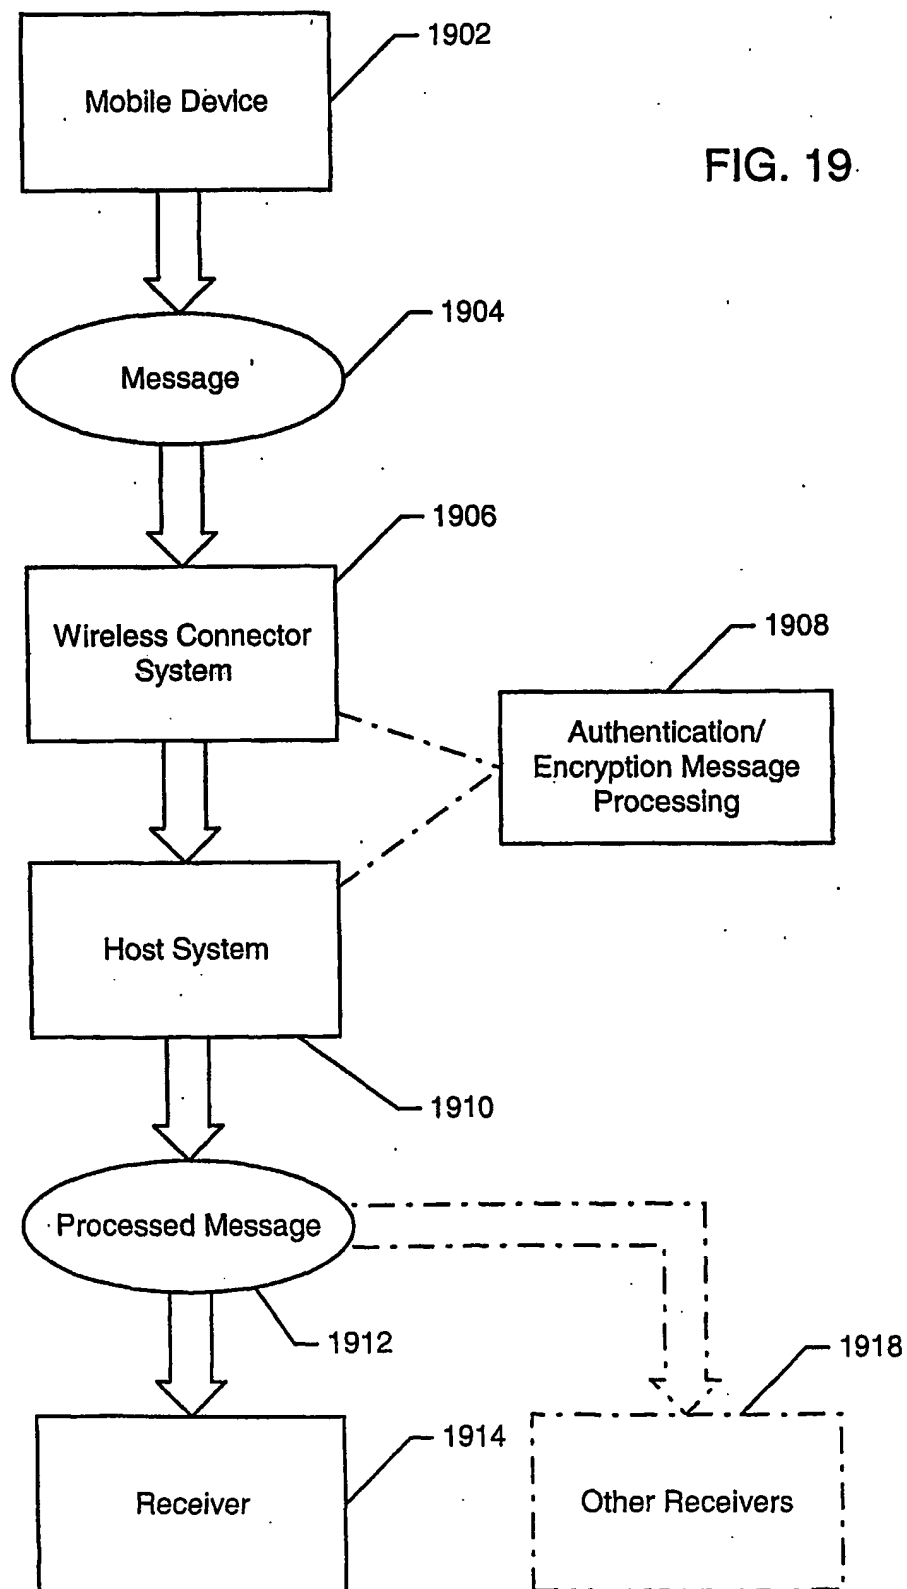 1902
Mobile Device
FIG. 19
1904
Message
1906
Wireless Connector
System
1908
Authentication/
Encryption Message
Processing
Host System
1910
Processed Message
1912
1918
1914
Receiver
Other Receivers